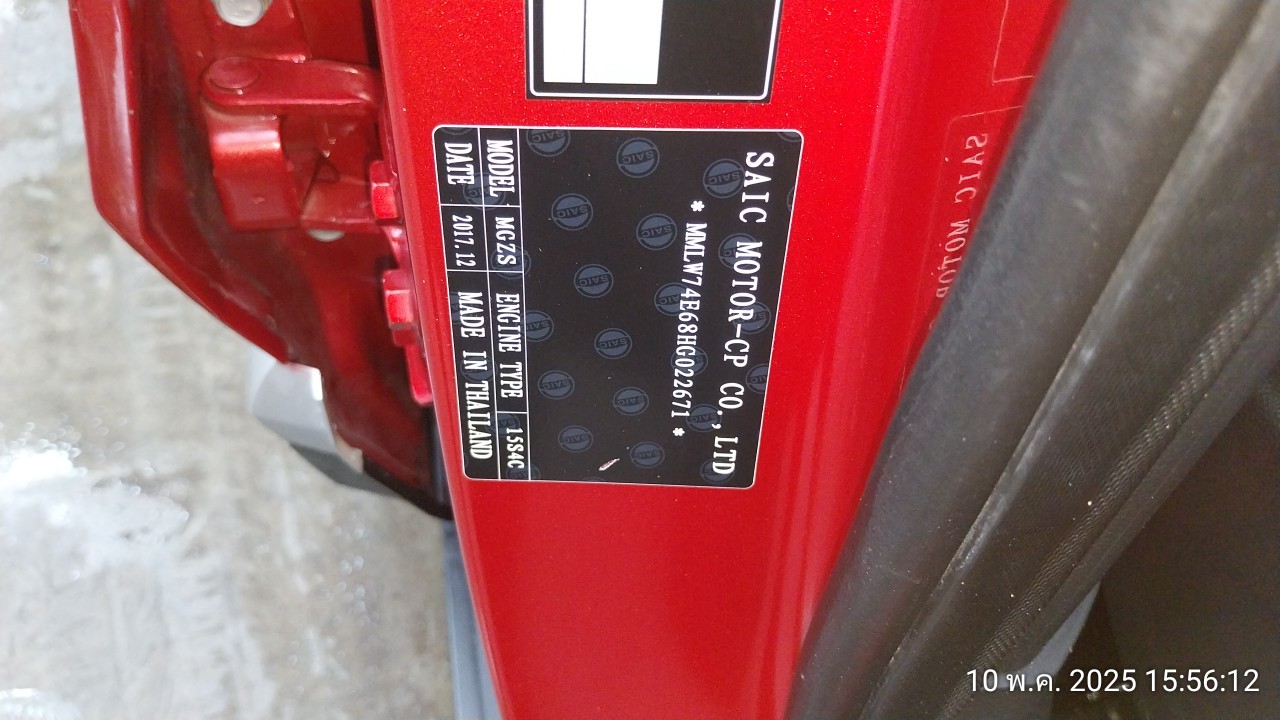 SAIC MOTOR-CP CO.,LTD
* MMLW74E68HG022671 *
MODEL MGZS ENGINE TYPE 15S4C
DATE 2017.12 MADE IN THAILAND
SAIC MOTOR
10 พ.ค. 2025 15:56:12